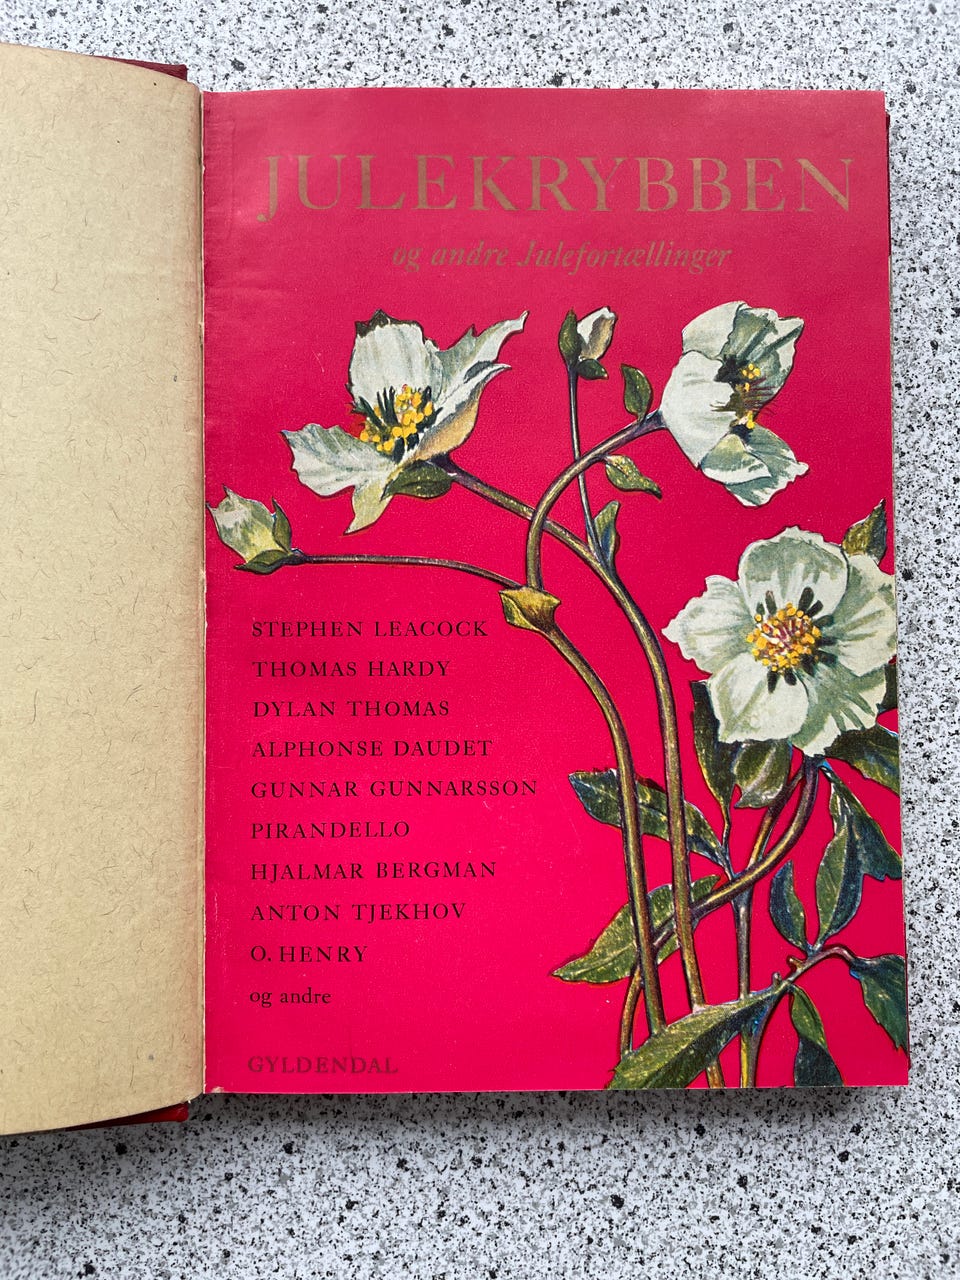 JULEKRYBBEN
og andre Julefortællinger
STEPHEN LEACOCK
THOMAS HARDY
DYLAN THOMAS
ALPHONSE DAUDET
GUNNAR GUNNARSSON
PIRANDELLO
HJALMAR BERGMAN
ANTON TJEKHOV
O. HENRY
og andre
GYLDENDAL